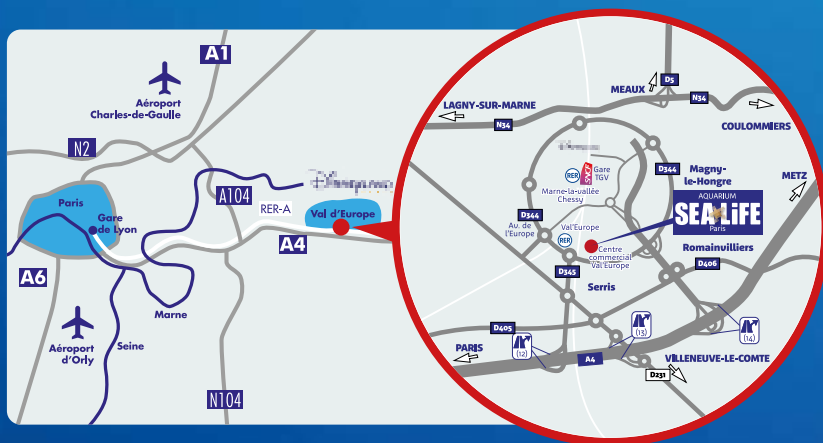 A1
Aéroport
Charles-de-Gaulle
N2
A104
Paris
Gare
de Lyon
RER-A
Val d'Europe
A4
A6
Marne
Aéroport
d'Orly
Seine
N104
D5
MEAUX
LAGNY-SUR-MARNE
N34
N34
COULOMMIERS
METZ
RER
Gare
TGV
Marne-la-vallée
Chessy
D344
Magny-
le-Hongre
AQUARIUM
SEA LIFE
Paris
D344
Au. de
l'Europe
Val'Europe
RER
Centre
commercial
Val Europe
Romainvilliers
D406
D345
Serris
D405
PARIS
(12)
(13)
(14)
A4
VILLENEUVE-LE-COMTE
D231